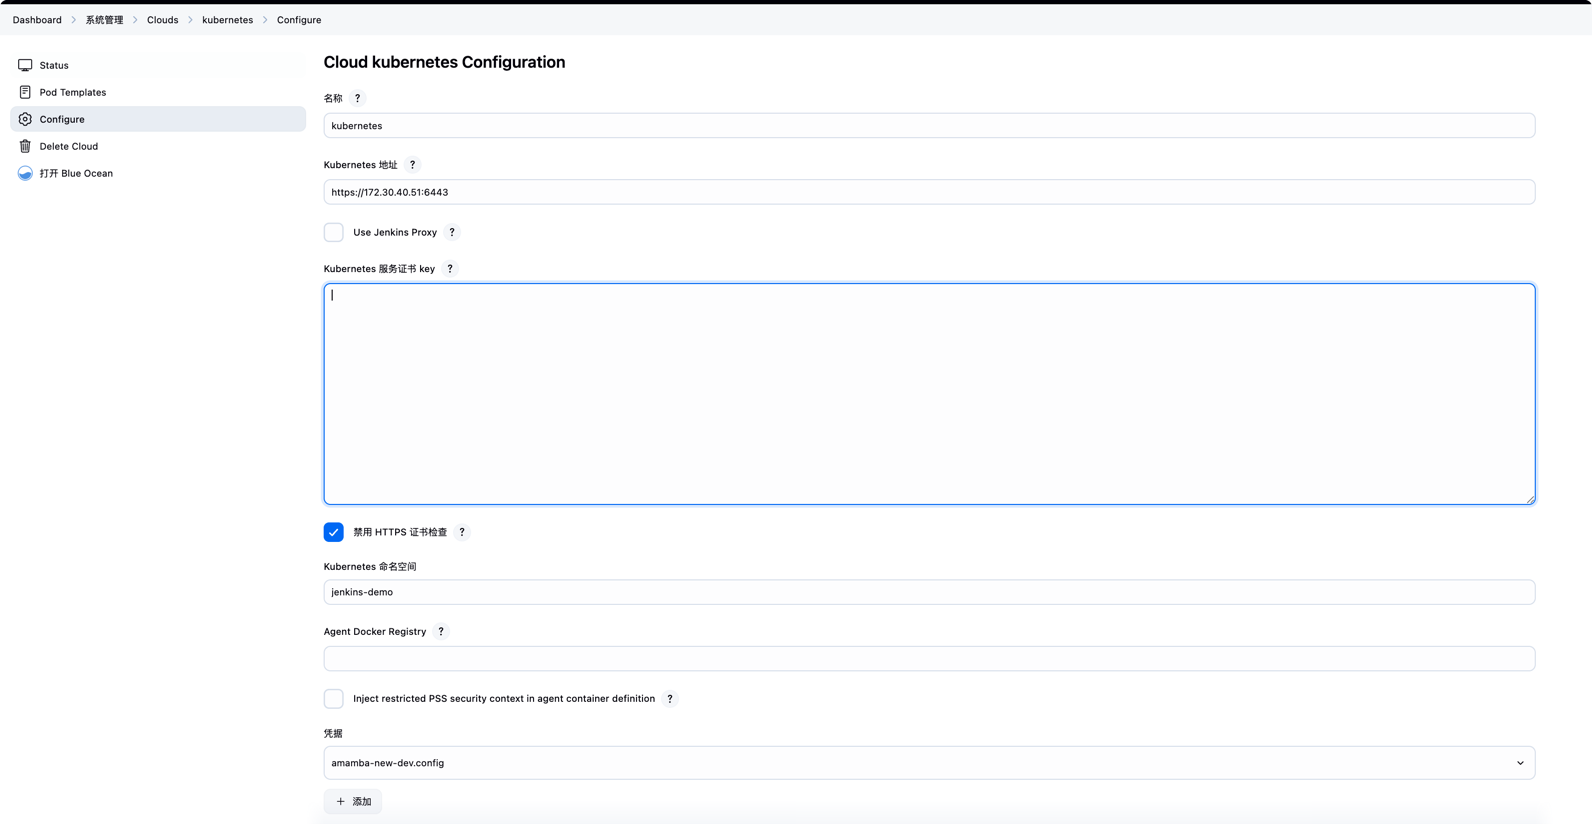 Dashboard > 系统管理 > Clouds > kubernetes > Configure
Status
Pod Templates
Configure
Delete Cloud
打开 Blue Ocean
Cloud kubernetes Configuration
名称 ?
kubernetes
Kubernetes 地址 ?
https://172.30.40.51:6443
Use Jenkins Proxy ?
Kubernetes 服务证书 key ?
禁用 HTTPS 证书检查 ?
Kubernetes 命名空间
jenkins-demo
Agent Docker Registry ?
Inject restricted PSS security context in agent container definition ?
凭据
amamba-new-dev.config
+ 添加